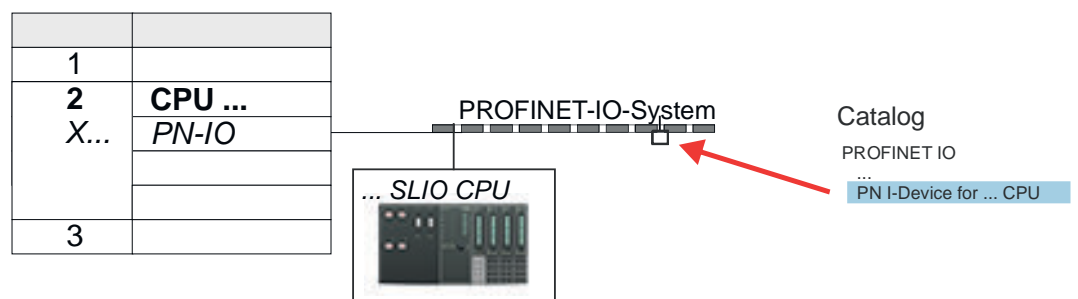 1
2 CPU ...
X... PN-IO
3
PROFINET-IO-System
... SLIO CPU
Catalog
PROFINET IO
...
PN I-Device for ... CPU